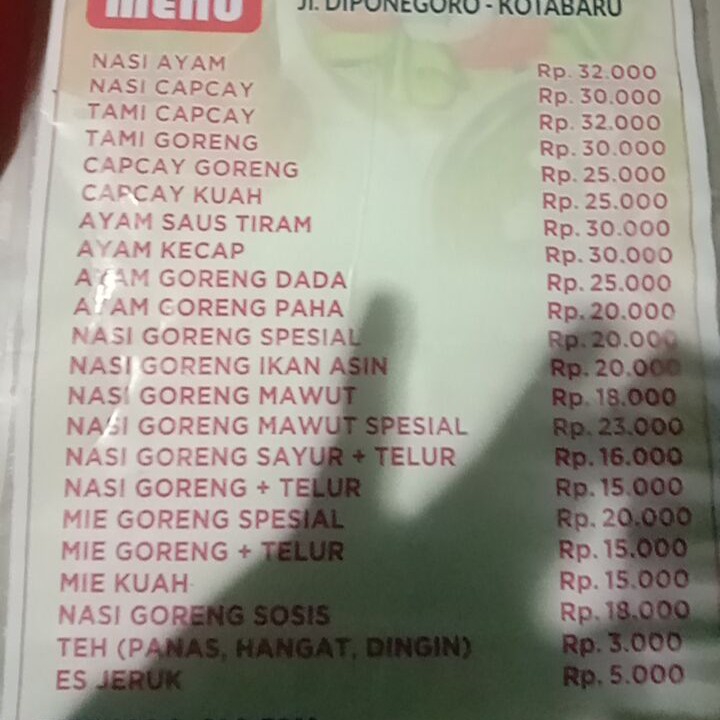 MENU
Jl. DIPONEGORO - KOTABARU
NASI AYAM Rp. 32.000
NASI CAPCAY Rp. 30.000
TAMI CAPCAY Rp. 32.000
TAMI GORENG Rp. 30.000
CAPCAY GORENG Rp. 25.000
CAPCAY KUAH Rp. 25.000
AYAM SAUS TIRAM Rp. 30.000
AYAM KECAP Rp. 30.000
AYAM GORENG DADA Rp. 25.000
AYAM GORENG PAHA Rp. 20.000
NASI GORENG SPESIAL Rp. 20.000
NASI GORENG IKAN ASIN Rp. 20.000
NASI GORENG MAWUT Rp. 18.000
NASI GORENG MAWUT SPESIAL Rp. 23.000
NASI GORENG SAYUR + TELUR Rp. 16.000
NASI GORENG + TELUR Rp. 15.000
MIE GORENG SPESIAL Rp. 20.000
MIE GORENG + TELUR Rp. 15.000
MIE KUAH Rp. 15.000
NASI GORENG SOSIS Rp. 18.000
TEH (PANAS, HANGAT, DINGIN) Rp. 3.000
ES JERUK Rp. 5.000